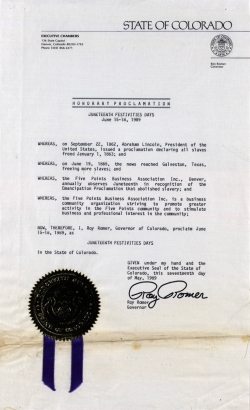 STATE OF COLORADO
EXECUTIVE CHAMBERS
136 State Capitol
Denver, Colorado 80203-1792
Phone (303) 866-2471
Roy Romer
Governor
HONORARY PROCLAMATION
JUNETEENTH FESTIVITIES DAYS
June 15-16, 1989
WHEREAS, on September 22, 1862, Abraham Lincoln, President of the
United States, issued a proclamation declaring all slaves
freed January 1, 1863; and
WHEREAS, on June 19, 1865, the news reached Galveston, Texas,
freeing more slaves; and
WHEREAS, the Five Points Business Association Inc., Denver,
annually observes Juneteenth in recognition of the
Emancipation Proclamation that abolished slavery; and
WHEREAS, the Five Points Business Association Inc. is a business
community organization striving to promote greater
activity in the Five Points community and to stimulate
business and professional interest in the community;
NOW, THEREFORE, I, Roy Romer, Governor of Colorado, proclaim June
15-16, 1989, as
JUNETEENTH FESTIVITIES DAYS
in the State of Colorado.
GIVEN under my hand and the
Executive Seal of the State of
Colorado, this seventeenth day
of May, 1989
Roy Romer
Roy Romer
Governor